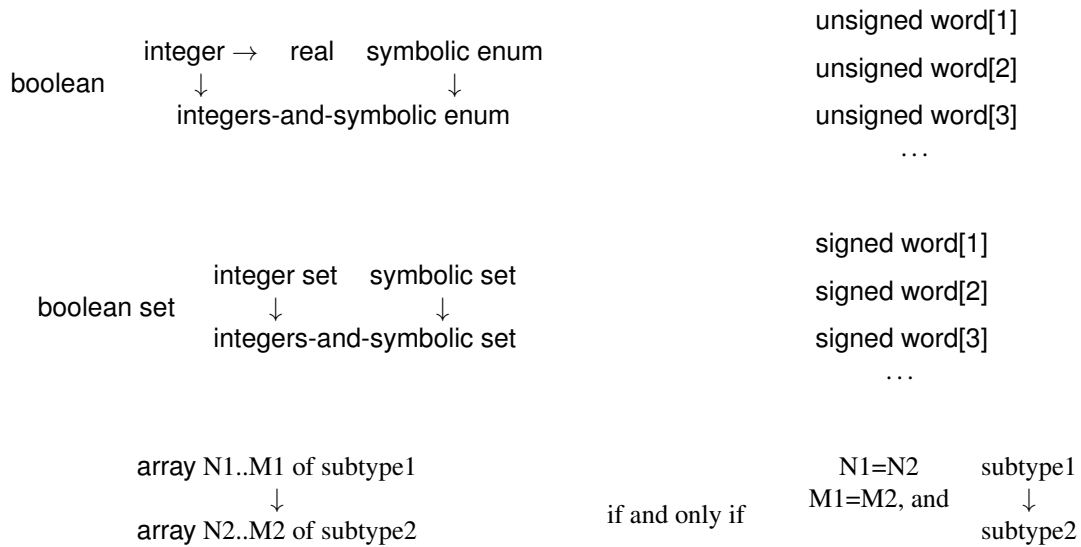 unsigned word[1]
integer → real symbolic enum
boolean ↓ ↓ unsigned word[2]
integers-and-symbolic enum unsigned word[3]
. . .
signed word[1]
integer set symbolic set
boolean set ↓ ↓ signed word[2]
integers-and-symbolic set signed word[3]
. . .
array N1..M1 of subtype1 N1=N2 subtype1
↓ M1=M2, and ↓
array N2..M2 of subtype2 if and only if subtype2